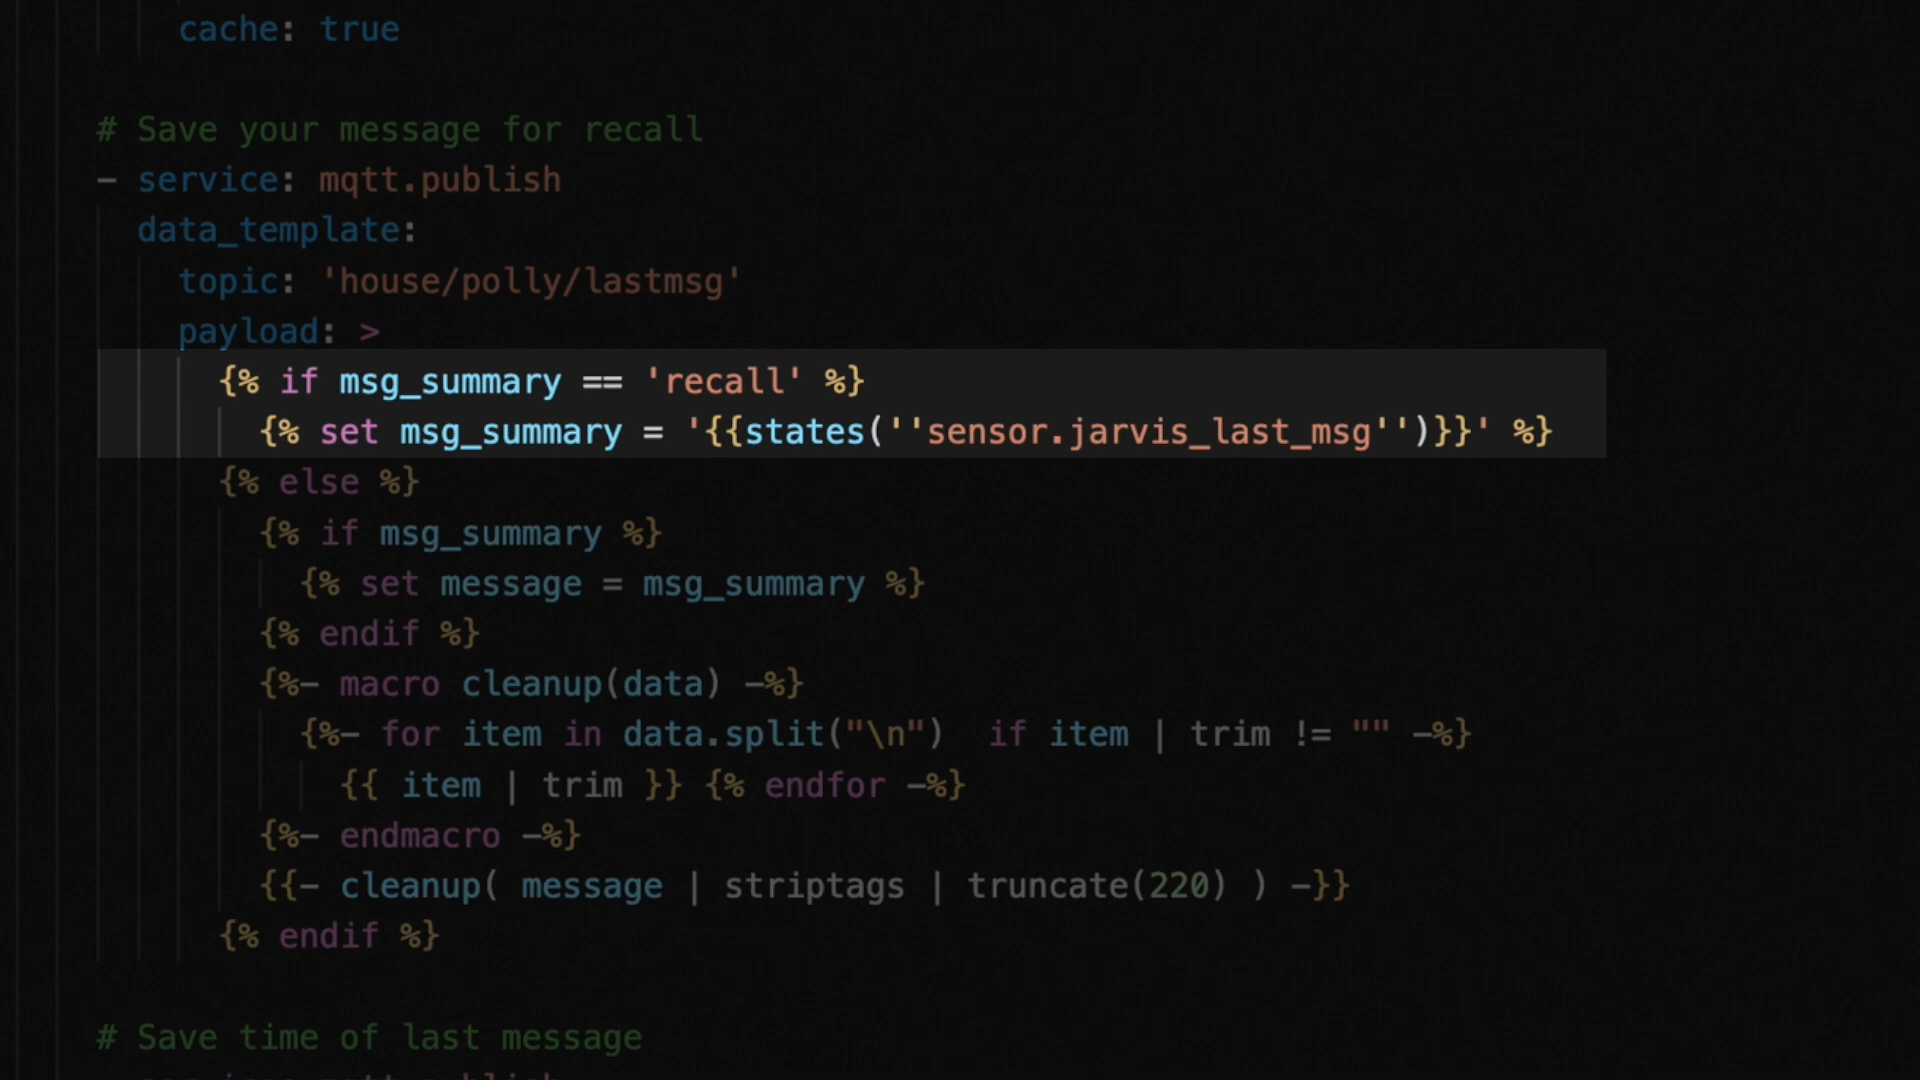 cache: true
# Save your message for recall
- service: mqtt.publish
data_template:
topic: 'house/polly/lastmsg'
payload: >
{% if msg_summary == 'recall' %}
{% set msg_summary = '{{states(''sensor.jarvis_last_msg'')}}' %}
{% else %}
{% if msg_summary %}
{% set message = msg_summary %}
{% endif %}
{%- macro cleanup(data) -%}
{%- for item in data.split("\n")  if item | trim != "" -%}
{{ item | trim }} {% endfor -%}
{%- endmacro -%}
{{- cleanup( message | striptags | truncate(220) ) -}}
{% endif %}
# Save time of last message